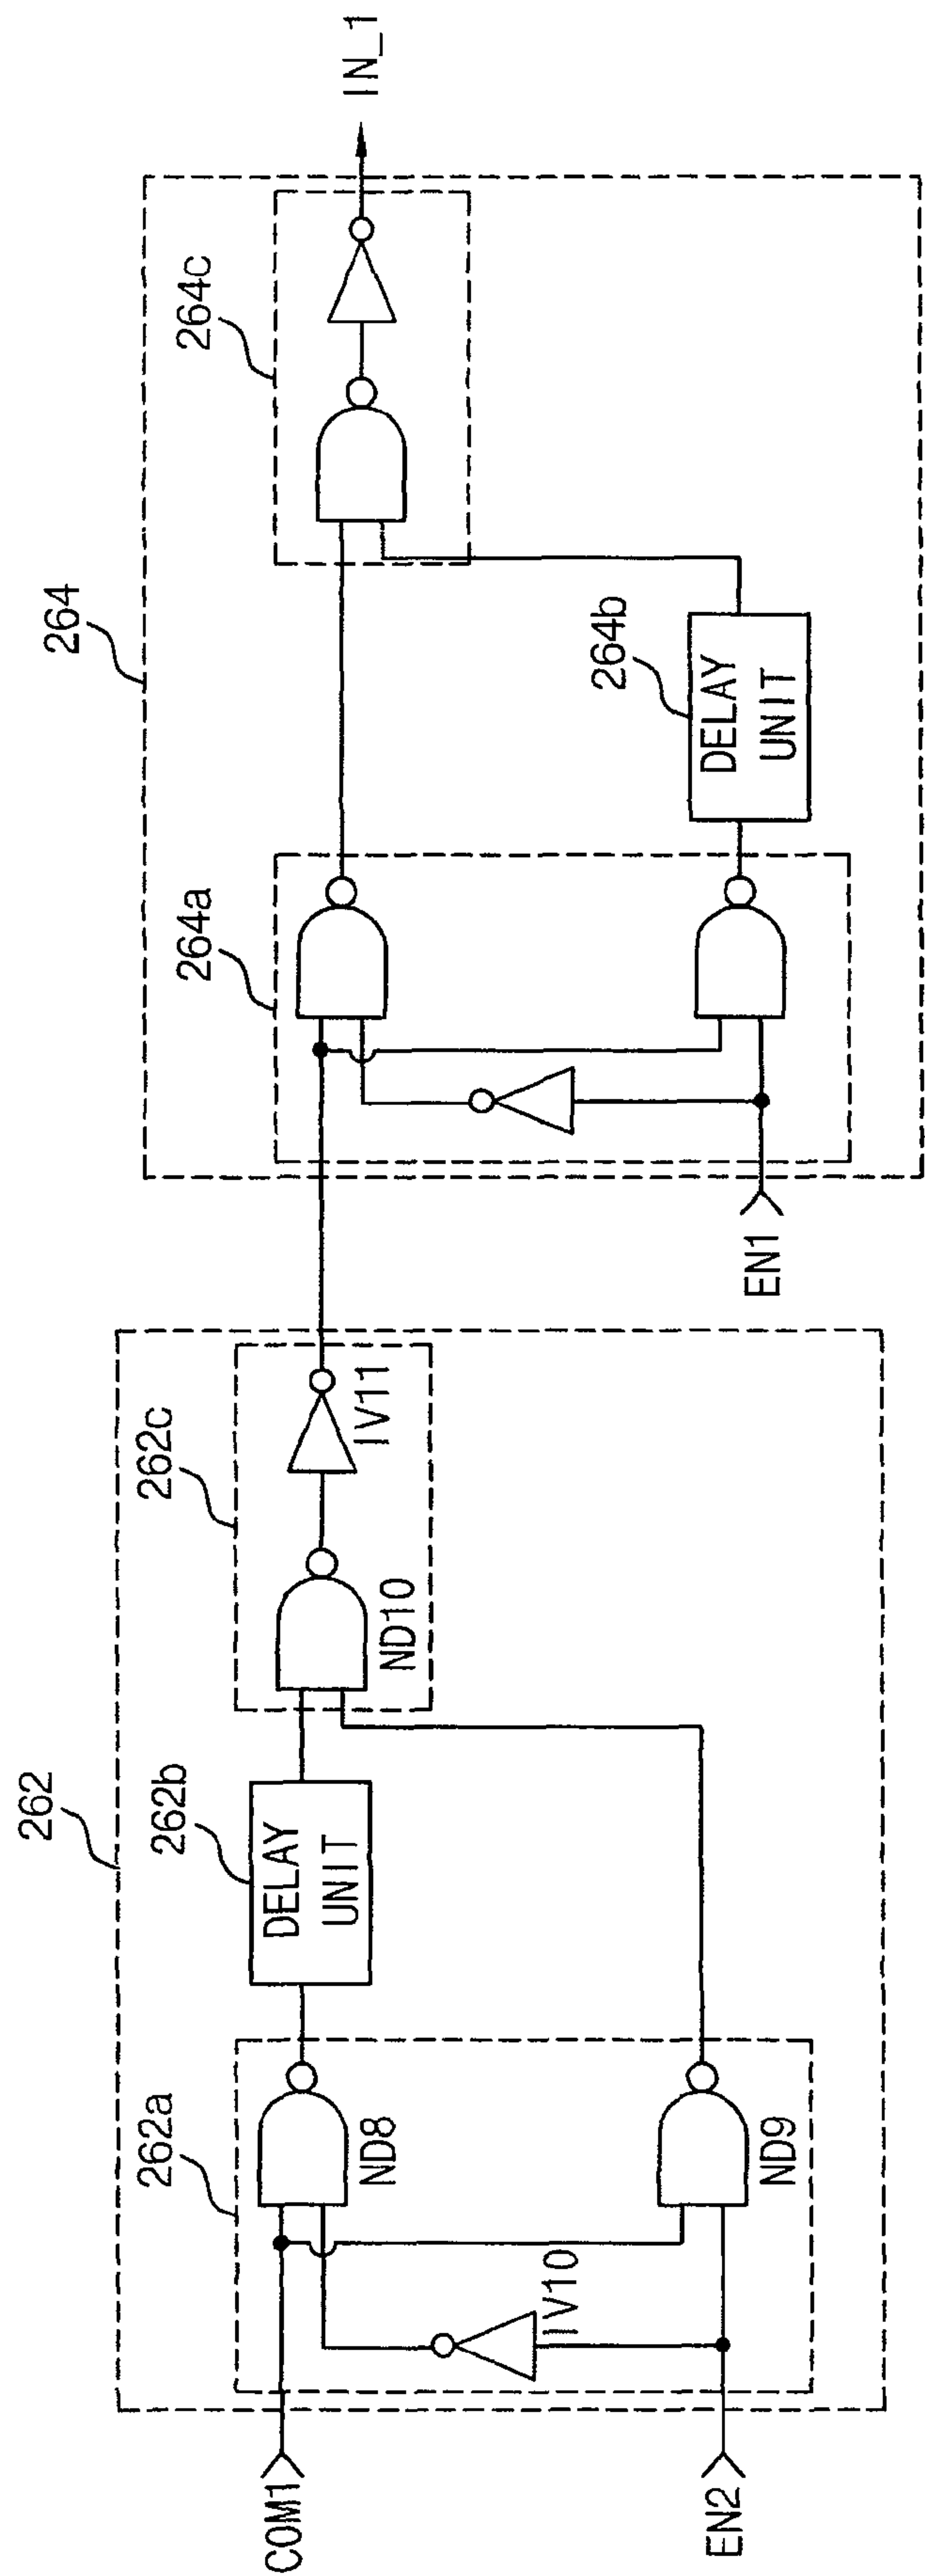 262
262a
COM1
EN2
IV10
ND8
ND9
262b
DELAY
UNIT
262c
ND10
IV11
264
264a
EN1
264b
DELAY
UNIT
264c
IN_1